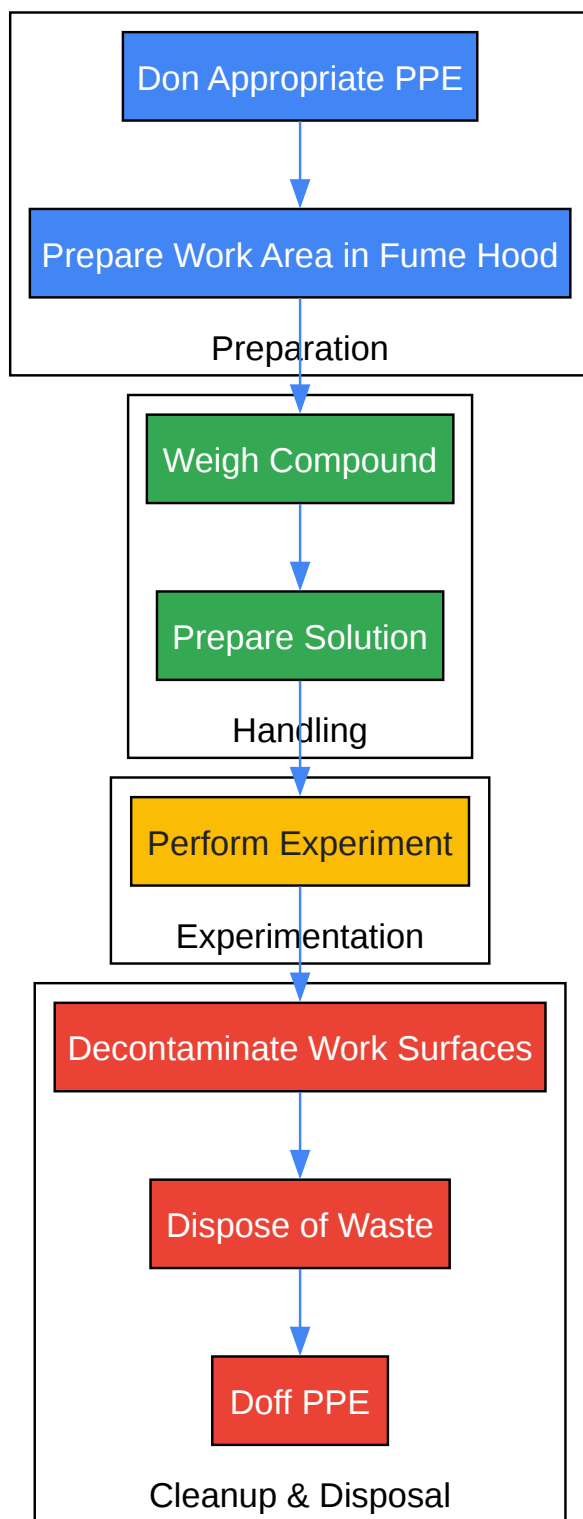 Don Appropriate PPE
Prepare Work Area in Fume Hood
Preparation
Weigh Compound
Prepare Solution
Handling
Perform Experiment
Experimentation
Decontaminate Work Surfaces
Dispose of Waste
Doff PPE
Cleanup & Disposal